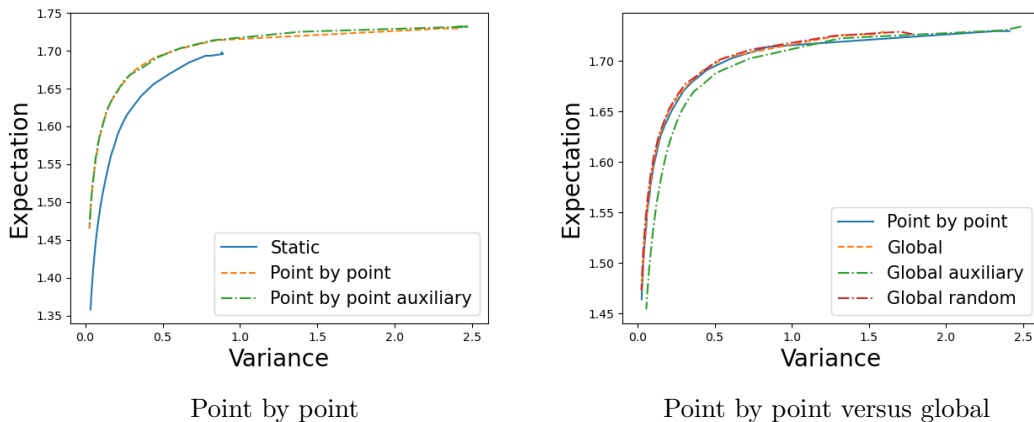 1.75
1.70
1.65
1.60
1.55
1.50
1.45
1.40
1.35
Expectation
0.0 0.5 1.0 1.5 2.0 2.5
Variance
Static
Point by point
Point by point auxiliary
Point by point
1.70
1.65
1.60
1.55
1.50
1.45
Expectation
0.0 0.5 1.0 1.5 2.0 2.5
Variance
Point by point
Global
Global auxiliary
Global random
Point by point versus global